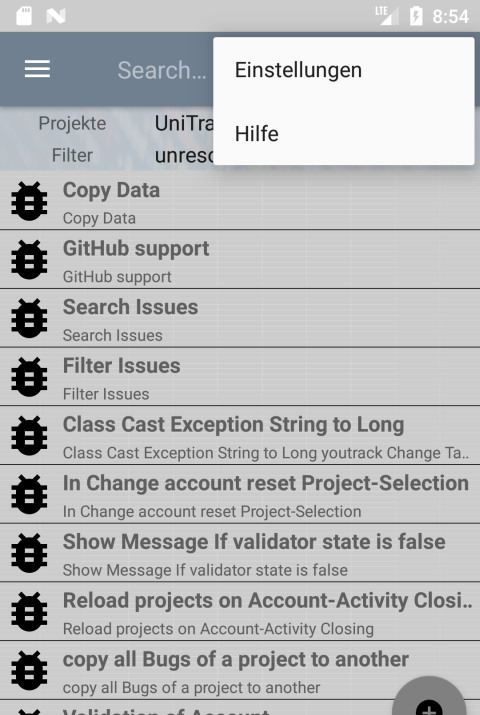 LTE 8:54
Search...
Einstellungen
Hilfe
Projekte UniTra
Filter unres
Copy Data
Copy Data
GitHub support
GitHub support
Search Issues
Search Issues
Filter Issues
Filter Issues
Class Cast Exception String to Long
Class Cast Exception String to Long youtrack Change Ta..
In Change account reset Project-Selection
In Change account reset Project-Selection
Show Message If validator state is false
Show Message If validator state is false
Reload projects on Account-Activity Closi..
Reload projects on Account-Activity Closing
copy all Bugs of a project to another
copy all Bugs of a project to another
Validation of Account